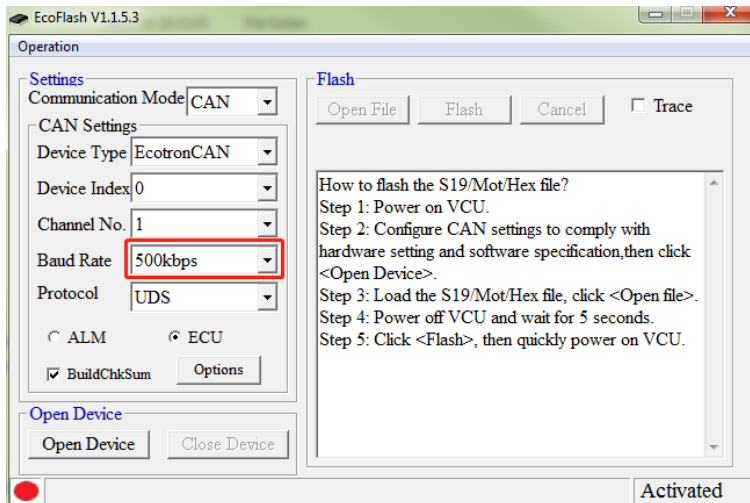 EcoFlash V1.1.5.3
Operation
Settings
Communication Mode CAN
CAN Settings
Device Type EcotronCAN
Device Index 0
Channel No. 1
Baud Rate 500kbps
Protocol UDS
ALM ECU
BuildChkSum Options
Open Device
Open Device Close Device
Flash
Open File Flash Cancel Trace
How to flash the S19/Mot/Hex file?
Step 1: Power on VCU.
Step 2: Configure CAN settings to comply with
hardware setting and software specification,then click
<Open Device>.
Step 3: Load the S19/Mot/Hex file, click <Open file>.
Step 4: Power off VCU and wait for 5 seconds.
Step 5: Click <Flash>, then quickly power on VCU.
Activated